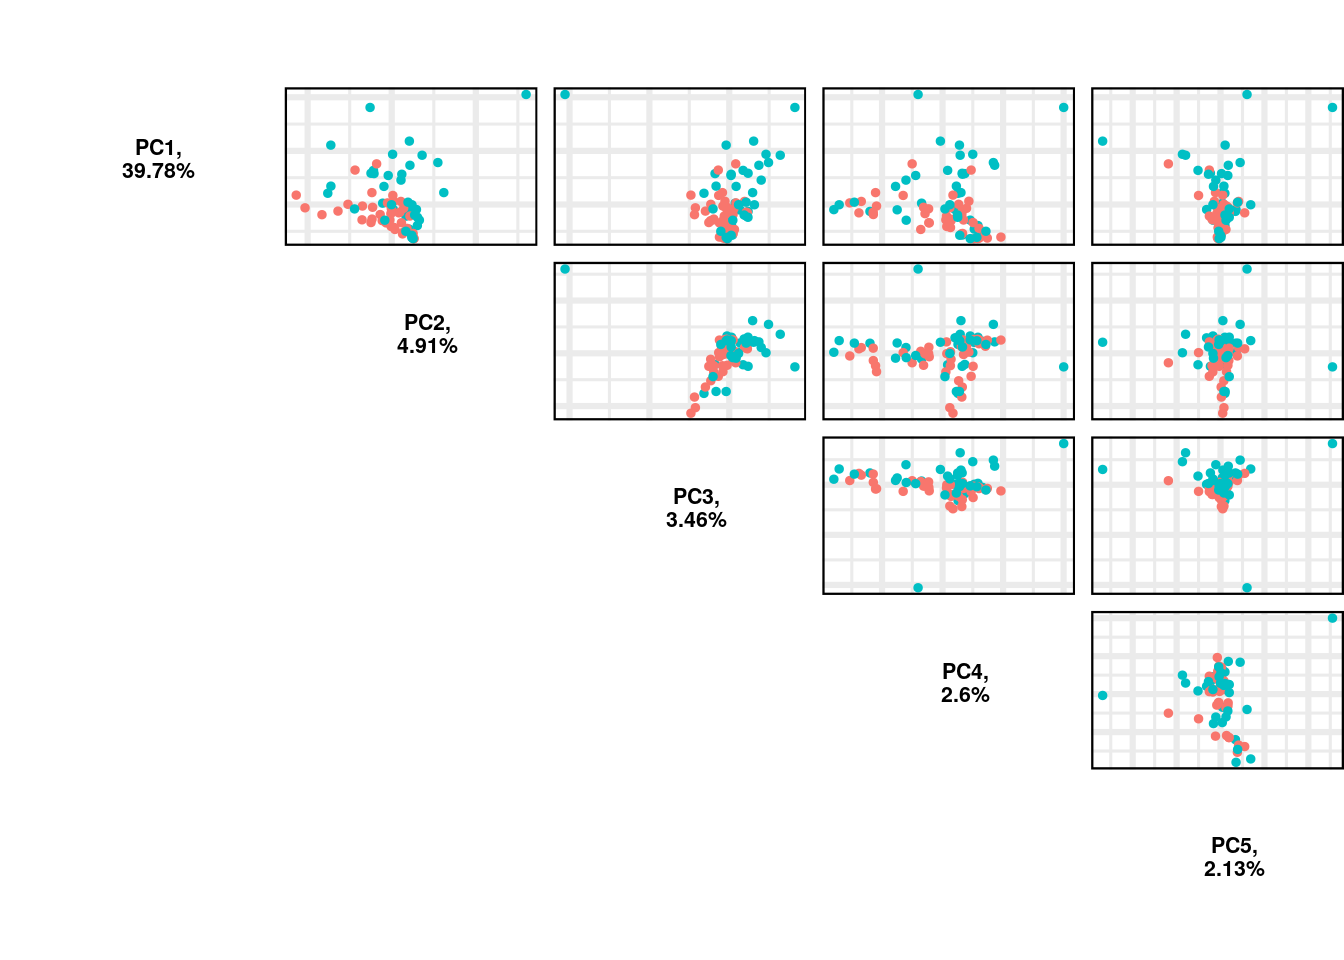 PC1,
39.78%
PC2,
4.91%
PC3,
3.46%
PC4,
2.6%
PC5,
2.13%